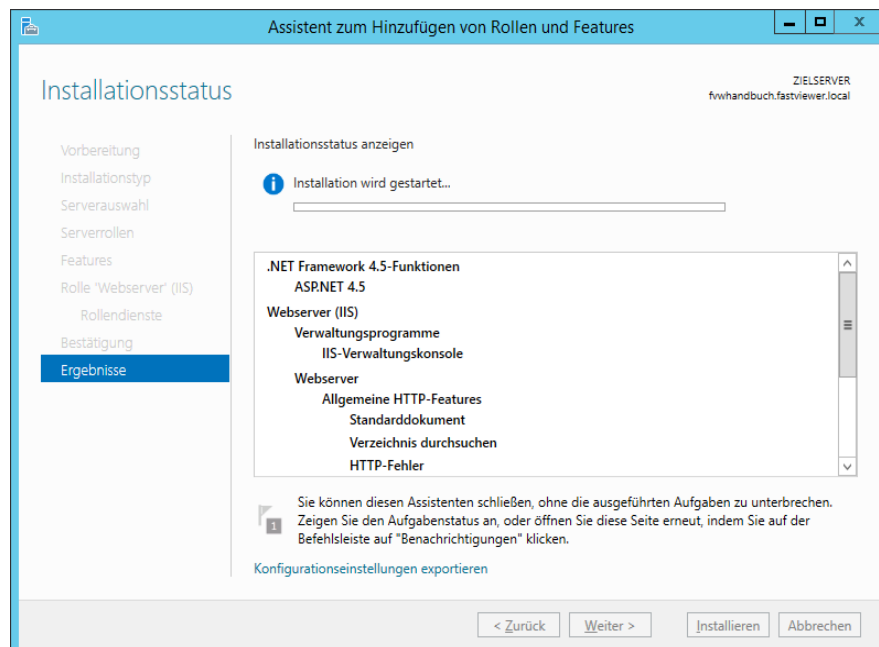 Assistent zum Hinzufügen von Rollen und Features
Installationsstatus
ZIELSERVER
fvwhandbuch.fastviewer.local
Vorbereitung
Installationstyp
Serverauswahl
Serverrollen
Features
Rolle 'Webserver' (IIS)
Rollendienste
Bestätigung
Ergebnisse
Installationsstatus anzeigen
Installation wird gestartet...
.NET Framework 4.5-Funktionen
ASP.NET 4.5
Webserver (IIS)
Verwaltungsprogramme
IIS-Verwaltungskonsole
Webserver
Allgemeine HTTP-Features
Standarddokument
Verzeichnis durchsuchen
HTTP-Fehler
1
Sie können diesen Assistenten schließen, ohne die ausgeführten Aufgaben zu unterbrechen.
Zeigen Sie den Aufgabenstatus an, oder öffnen Sie diese Seite erneut, indem Sie auf der
Befehlsleiste auf "Benachrichtigungen" klicken.
Konfigurationseinstellungen exportieren
< Zurück
Weiter >
Installieren
Abbrechen